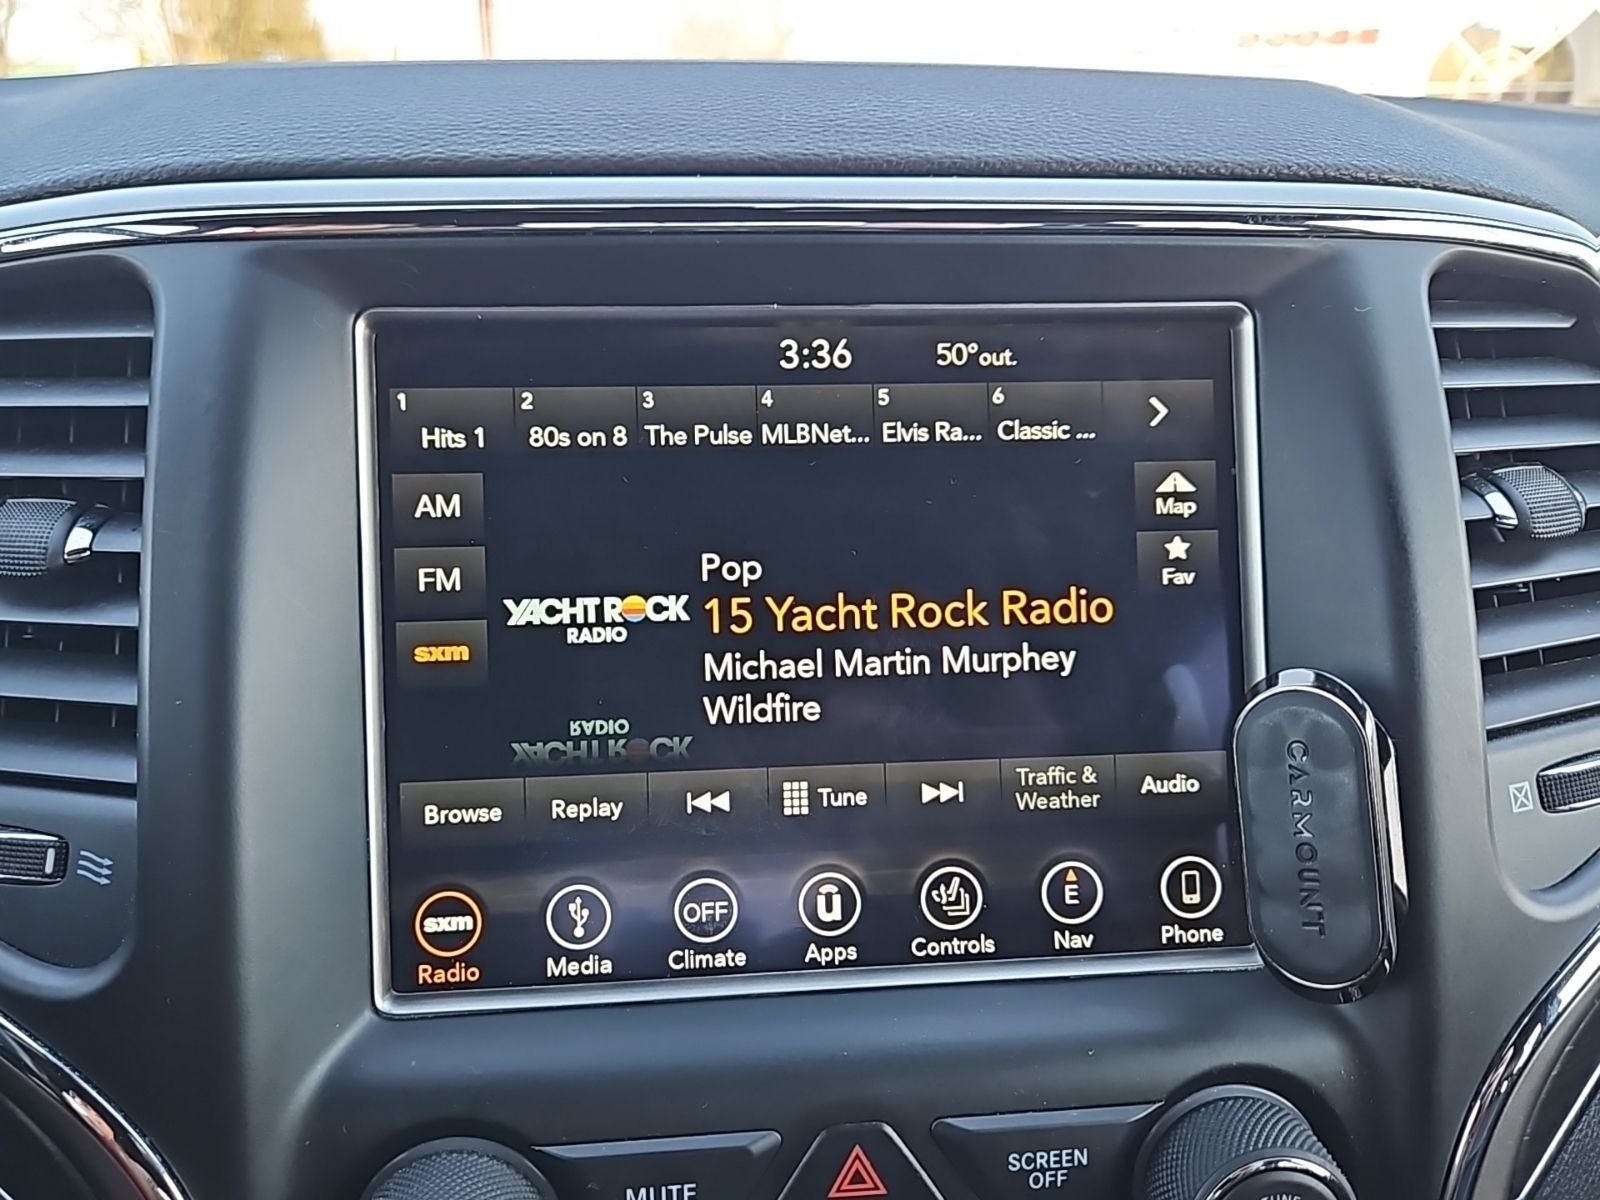 3:36 50° out.
1 2 3 4 5 6
Hits 1 80s on 8 The Pulse MLBNet... Elvis Ra... Classic ...
AM
Map
FM
Fav
sxm
Pop
YACHT ROCK
RADIO
15 Yacht Rock Radio
Michael Martin Murphey
Wildfire
RADIO
YACHT ROCK
Browse Replay Tune Traffic &
Weather Audio
sxm OFF ū E
Radio Media Climate Apps Controls Nav Phone
CARMOUNT
MUTE
SCREEN
OFF
TUNE